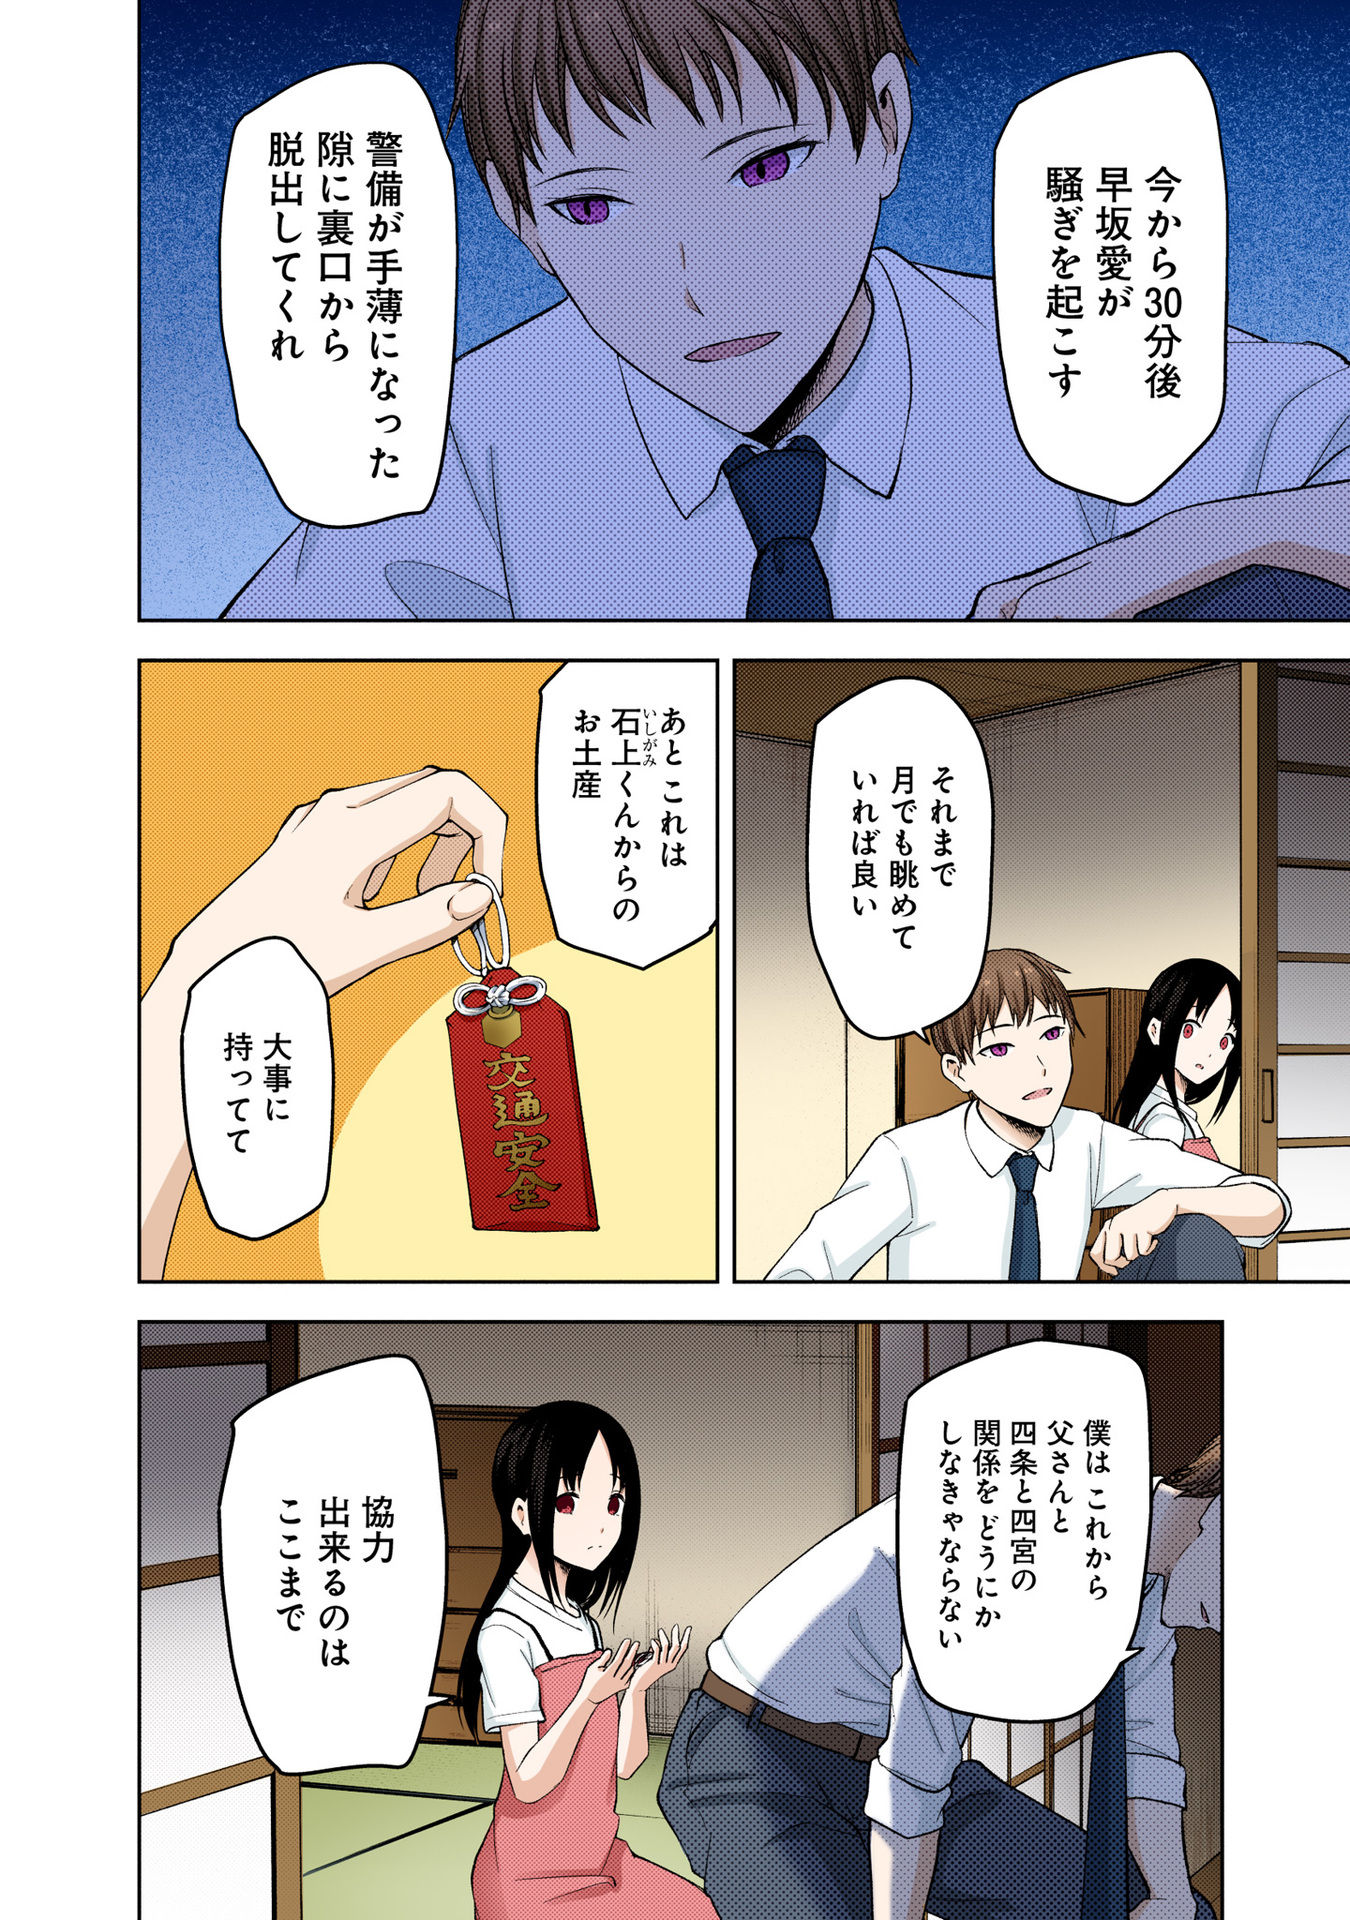 今から30分後
早坂愛が
騒ぎを起こす
警備が手薄になった
隙に裏口から
脱出してくれ
それまで
月でも眺めて
いれば良い
あとこれは
石上くんからの
いしがみ
お土産
大事に
持ってて
交通安全
僕はこれから
父さんと
四条と四宮の
関係をどうにか
しなきゃならない
協力
出来るのは
ここまで